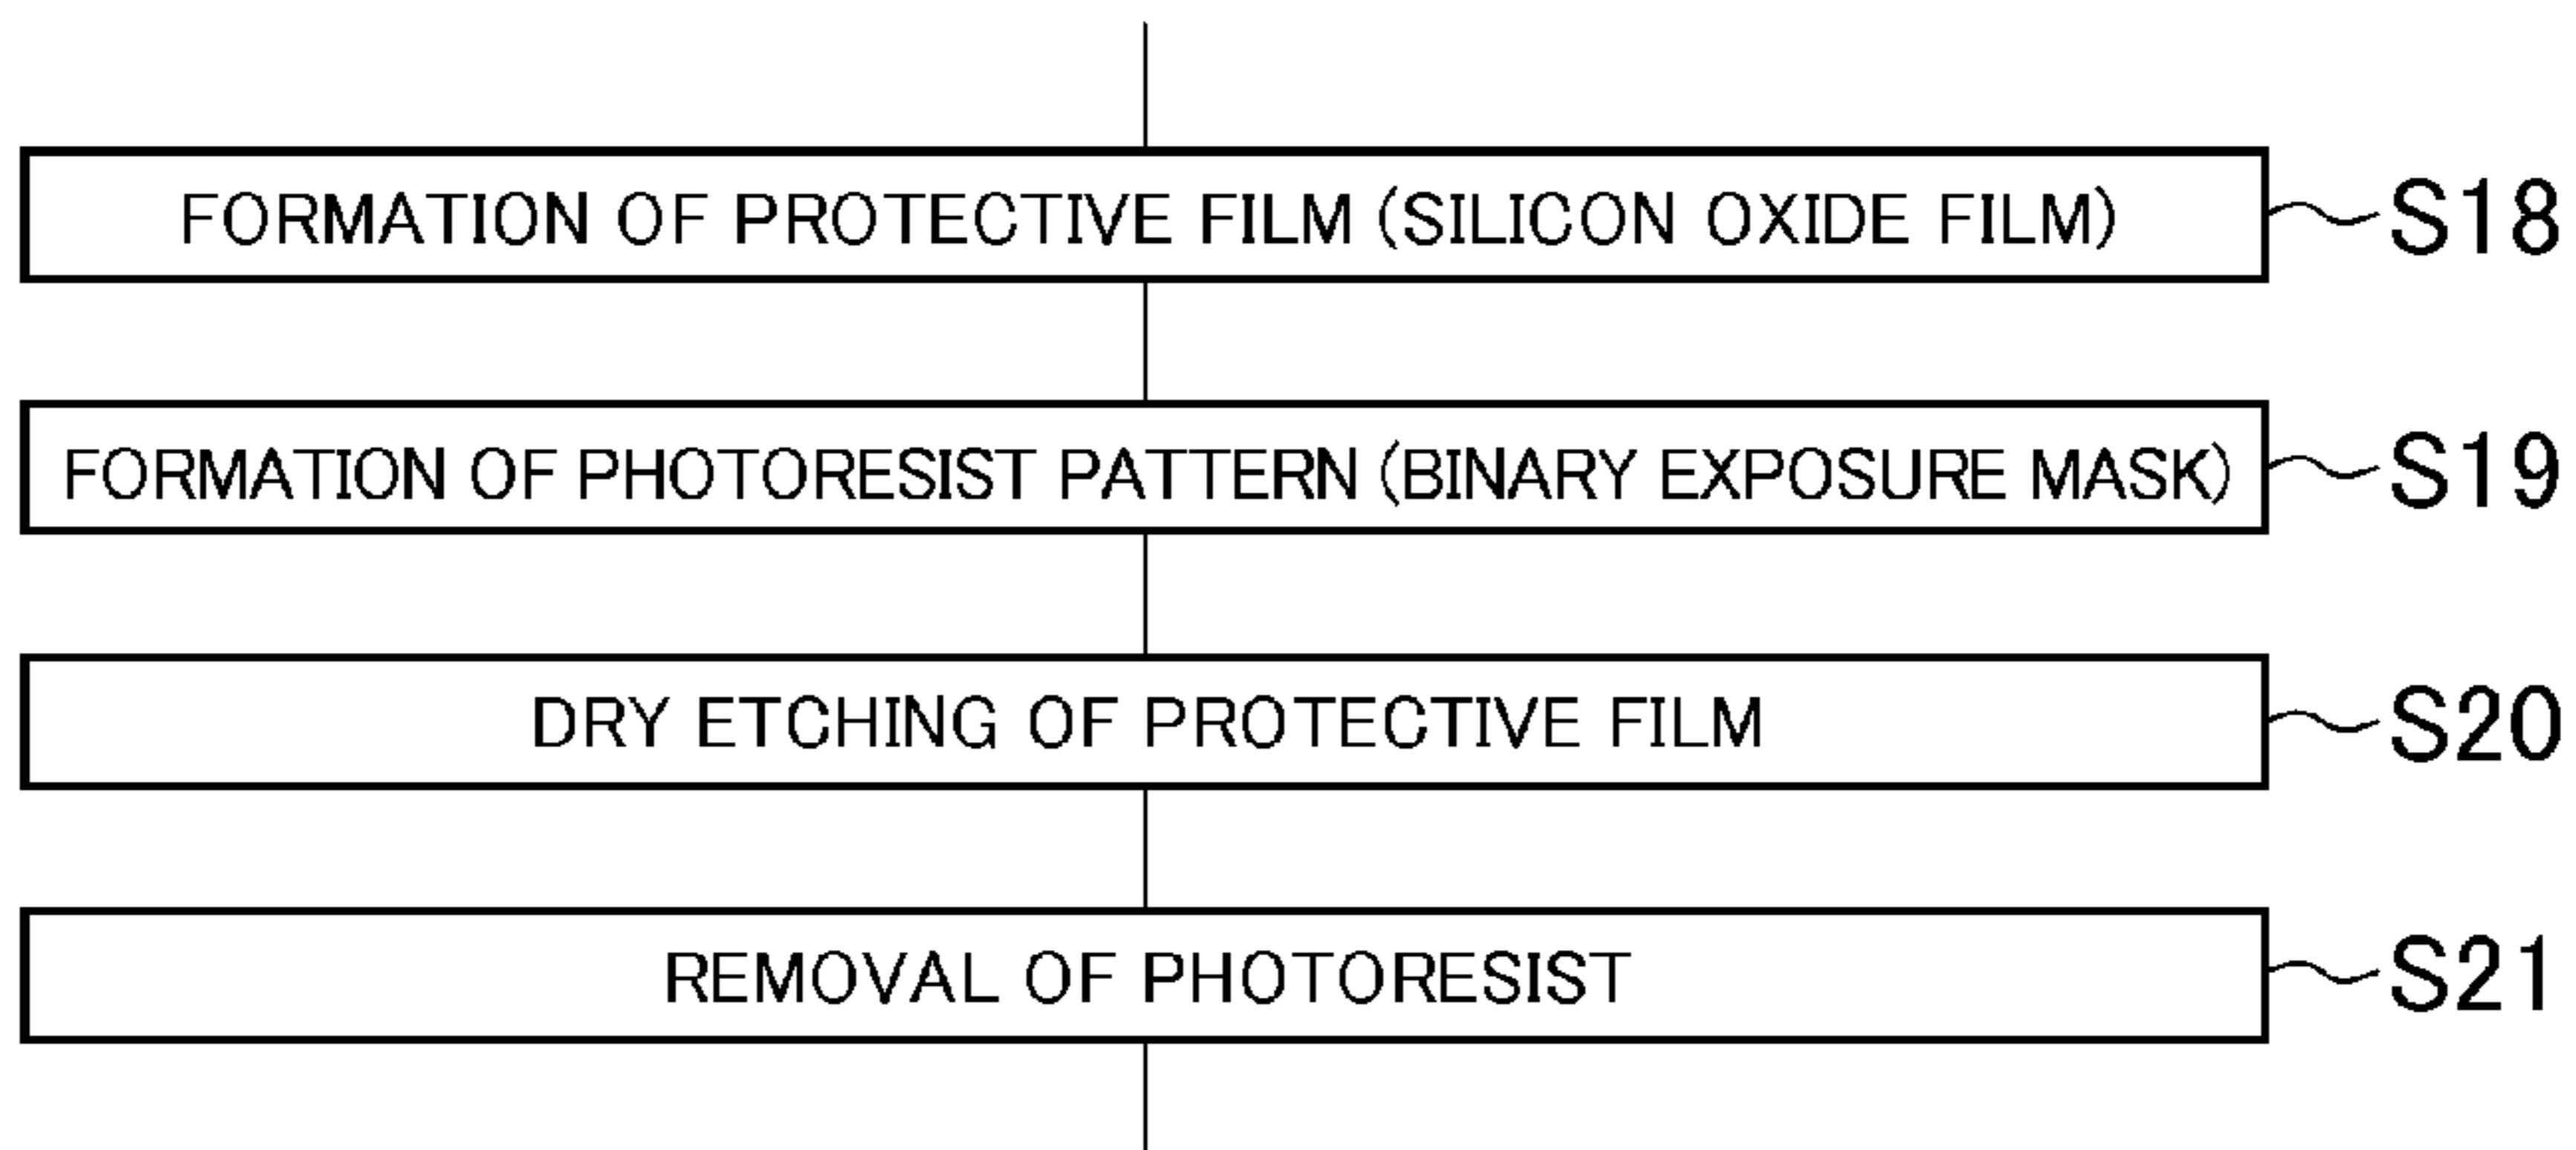 FORMATION OF PROTECTIVE FILM (SILICON OXIDE FILM) S18
FORMATION OF PHOTORESIST PATTERN (BINARY EXPOSURE MASK) S19
DRY ETCHING OF PROTECTIVE FILM S20
REMOVAL OF PHOTORESIST S21